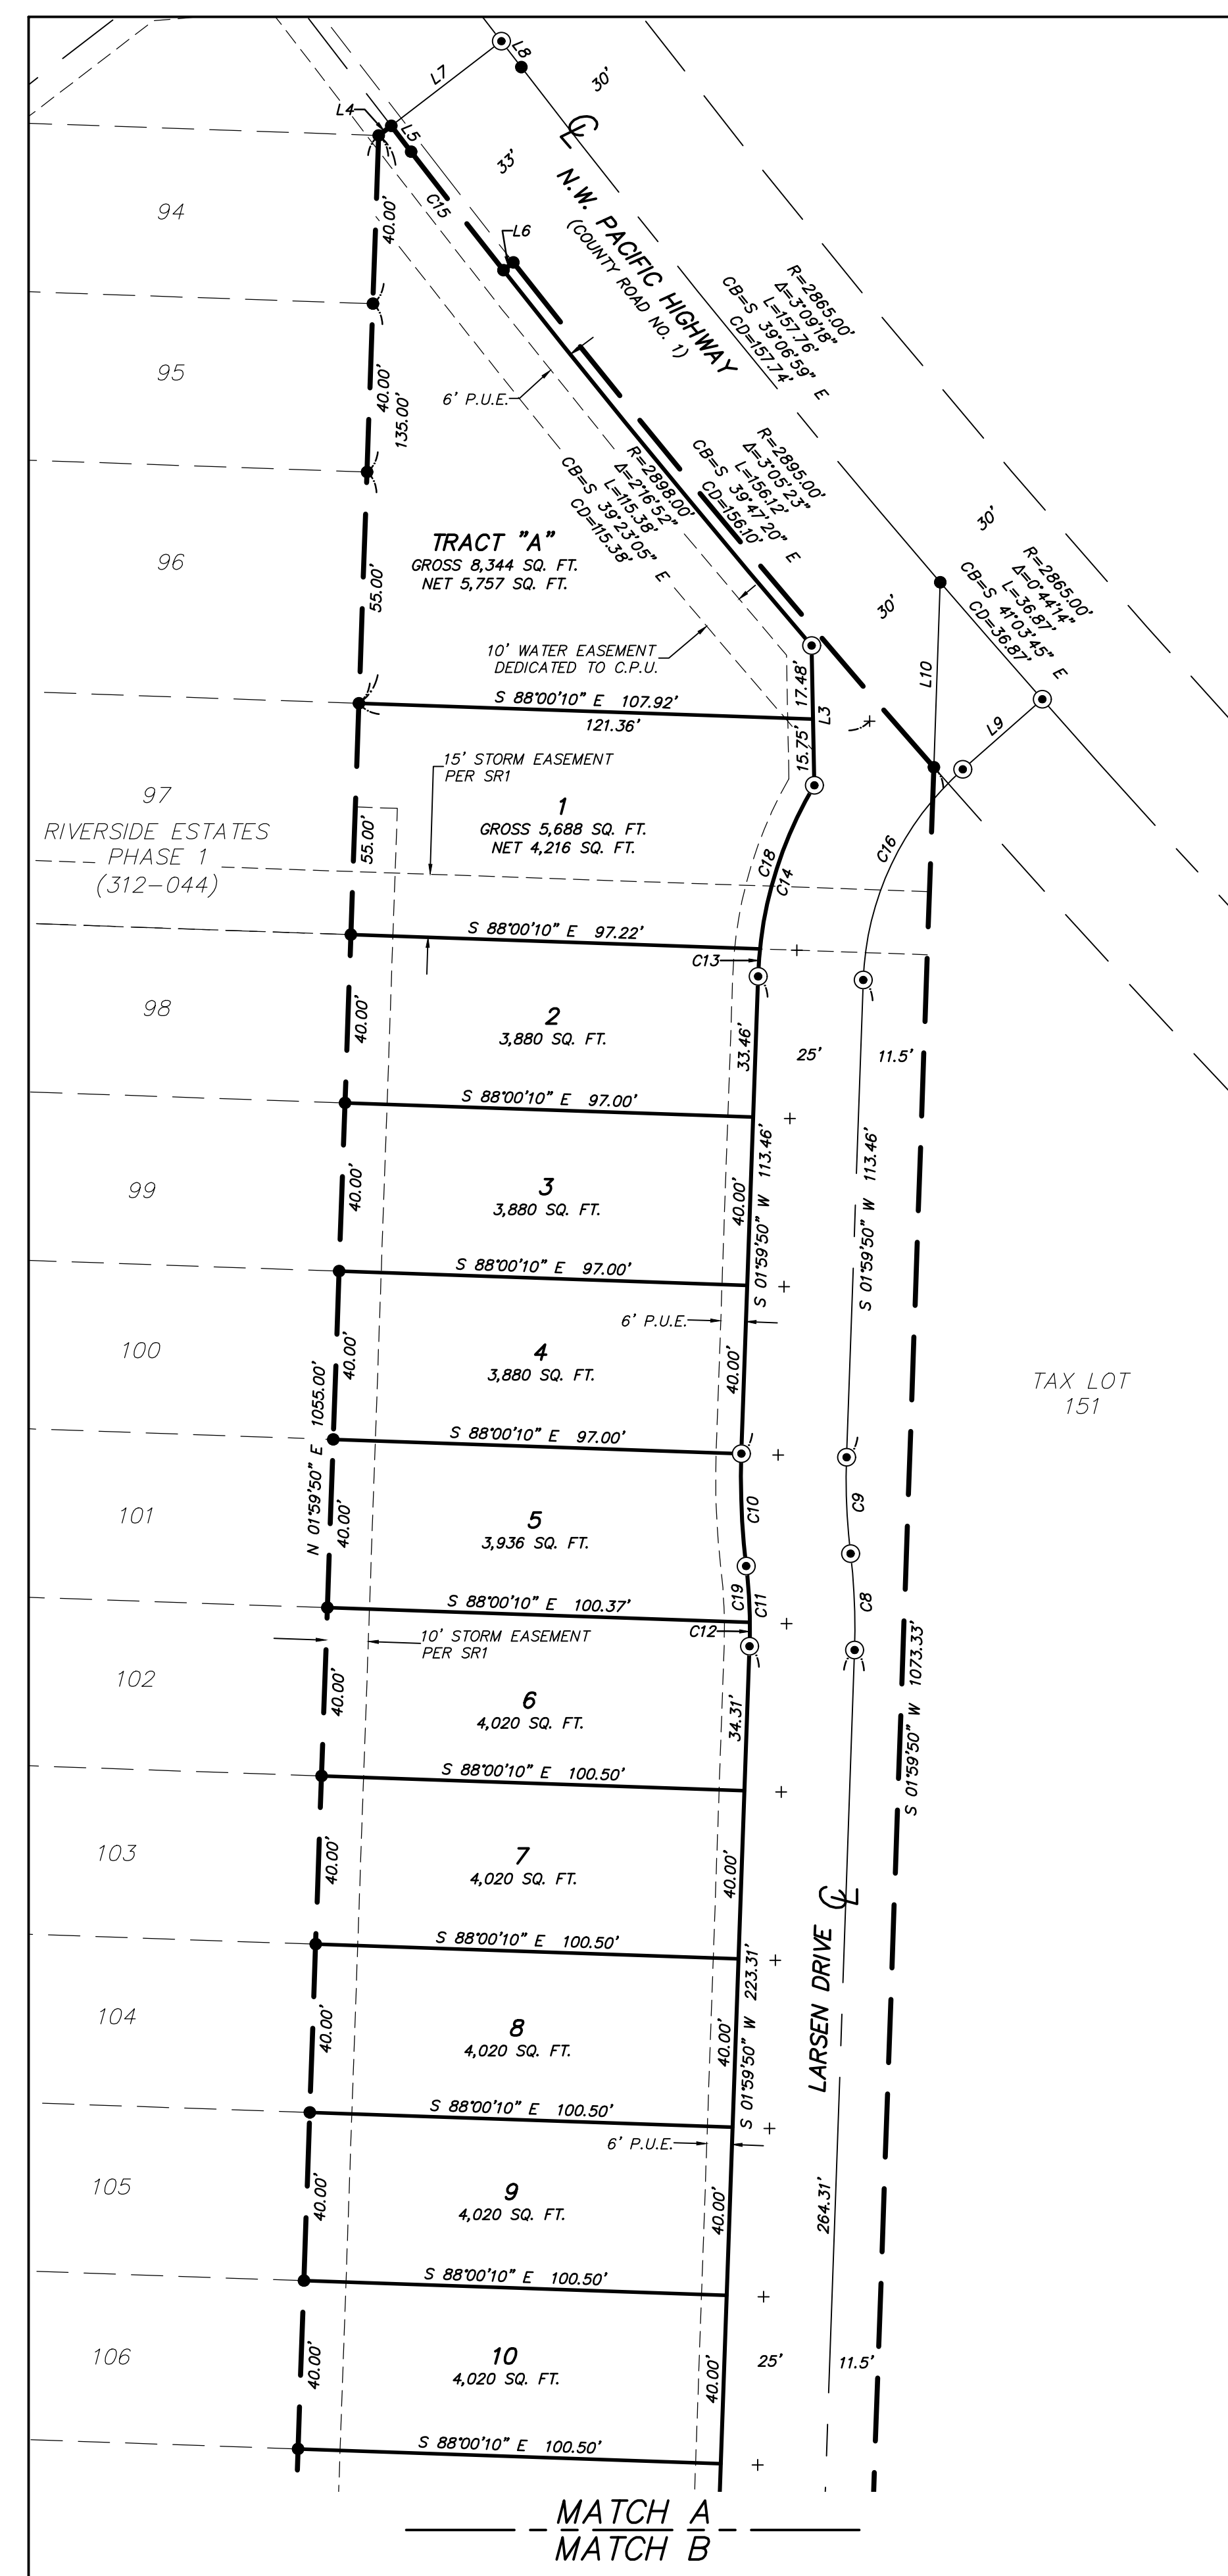 L8
L7
30'
L4
L5
33'
℄
N.W. PACIFIC HIGHWAY
(COUNTY ROAD NO. 1)
94
40.00'
C15
L6
R=2865.00'
Δ=3°09'18"
L=157.76'
CB=S 39°06'59" E
CD=157.74'
95
40.00'
135.00'
6' P.U.E.
R=2895.00'
Δ=3°05'23"
L=156.12'
CB=S 39°47'20" E
CD=156.10'
R=2898.00'
Δ=2°16'52"
L=115.38'
CB=S 39°23'05" E
CD=115.38'
30'
R=2865.00'
Δ=0°44'14"
L=36.87'
CB=S 41°03'45" E
CD=36.87'
96
55.00'
TRACT "A"
GROSS 8,344 SQ. FT.
NET 5,757 SQ. FT.
30'
10' WATER EASEMENT
DEDICATED TO C.P.U.
17.48'
L3
L10
L9
S 88°00'10" E 107.92'
121.36'
15.75'
15' STORM EASEMENT
PER SR1
97
RIVERSIDE ESTATES
PHASE 1
(312-044)
55.00'
1
GROSS 5,688 SQ. FT.
NET 4,216 SQ. FT.
C18
C14
C16
S 88°00'10" E 97.22'
C13
98
40.00'
2
3,880 SQ. FT.
33.46'
25'
11.5'
S 88°00'10" E 97.00'
S 01°59'50" W 113.46'
S 01°59'50" W 113.46'
99
40.00'
3
3,880 SQ. FT.
40.00'
S 88°00'10" E 97.00'
6' P.U.E.
100
40.00'
4
3,880 SQ. FT.
40.00'
TAX LOT
151
N 01°59'50" E 1055.00'
S 88°00'10" E 97.00'
101
40.00'
5
3,936 SQ. FT.
C10
C9
S 88°00'10" E 100.37'
C19
C11
C8
C12
10' STORM EASEMENT
PER SR1
S 01°59'50" W 1073.33'
102
40.00'
6
4,020 SQ. FT.
34.31'
S 88°00'10" E 100.50'
103
40.00'
7
4,020 SQ. FT.
40.00'
LARSEN DRIVE ℄
S 88°00'10" E 100.50'
S 01°59'50" W 223.31'
104
40.00'
8
4,020 SQ. FT.
40.00'
S 88°00'10" E 100.50'
6' P.U.E.
105
40.00'
9
4,020 SQ. FT.
40.00'
264.31'
S 88°00'10" E 100.50'
106
40.00'
10
4,020 SQ. FT.
40.00'
25'
11.5'
S 88°00'10" E 100.50'
MATCH A
MATCH B